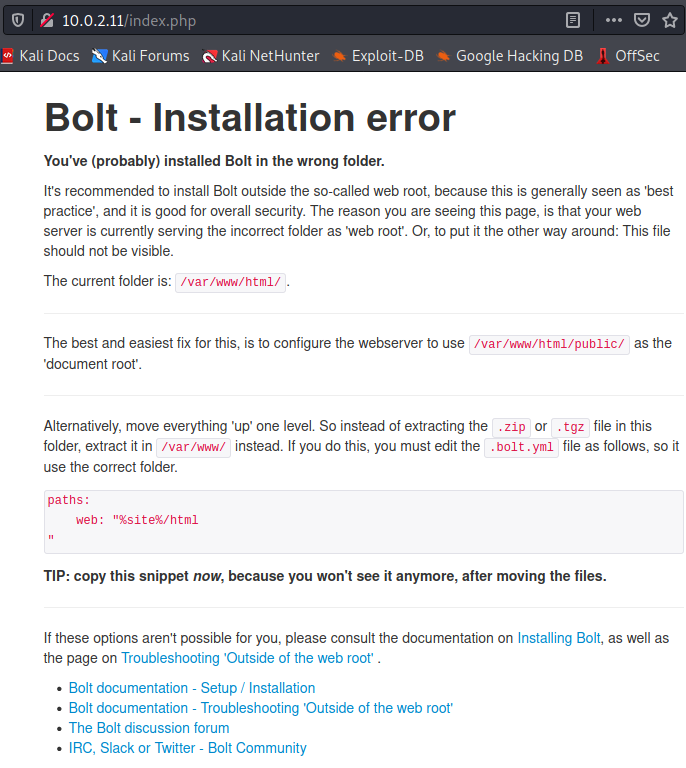 10.0.2.11/index.php
Kali Docs Kali Forums Kali NetHunter Exploit-DB Google Hacking DB OffSec
Bolt - Installation error
You've (probably) installed Bolt in the wrong folder.
It's recommended to install Bolt outside the so-called web root, because this is generally seen as 'best
practice', and it is good for overall security. The reason you are seeing this page, is that your web
server is currently serving the incorrect folder as 'web root'. Or, to put it the other way around: This file
should not be visible.
The current folder is: /var/www/html/.
The best and easiest fix for this, is to configure the webserver to use /var/www/html/public/ as the
'document root'.
Alternatively, move everything 'up' one level. So instead of extracting the .zip or .tgz file in this
folder, extract it in /var/www/ instead. If you do this, you must edit the .bolt.yml file as follows, so it
use the correct folder.
paths:
    web: "%site%/html
"
TIP: copy this snippet now, because you won't see it anymore, after moving the files.
If these options aren't possible for you, please consult the documentation on Installing Bolt, as well as
the page on Troubleshooting 'Outside of the web root' .
• Bolt documentation - Setup / Installation
• Bolt documentation - Troubleshooting 'Outside of the web root'
• The Bolt discussion forum
• IRC, Slack or Twitter - Bolt Community